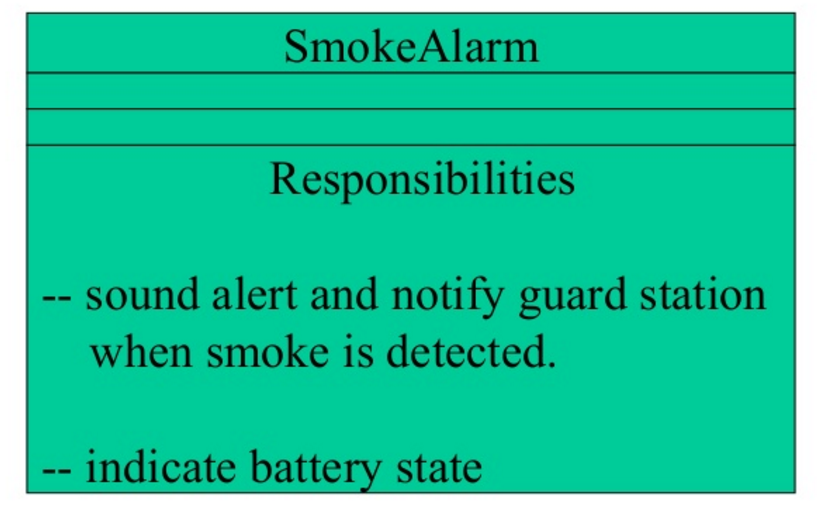 SmokeAlarm
Responsibilities
-- sound alert and notify guard station
when smoke is detected.
-- indicate battery state